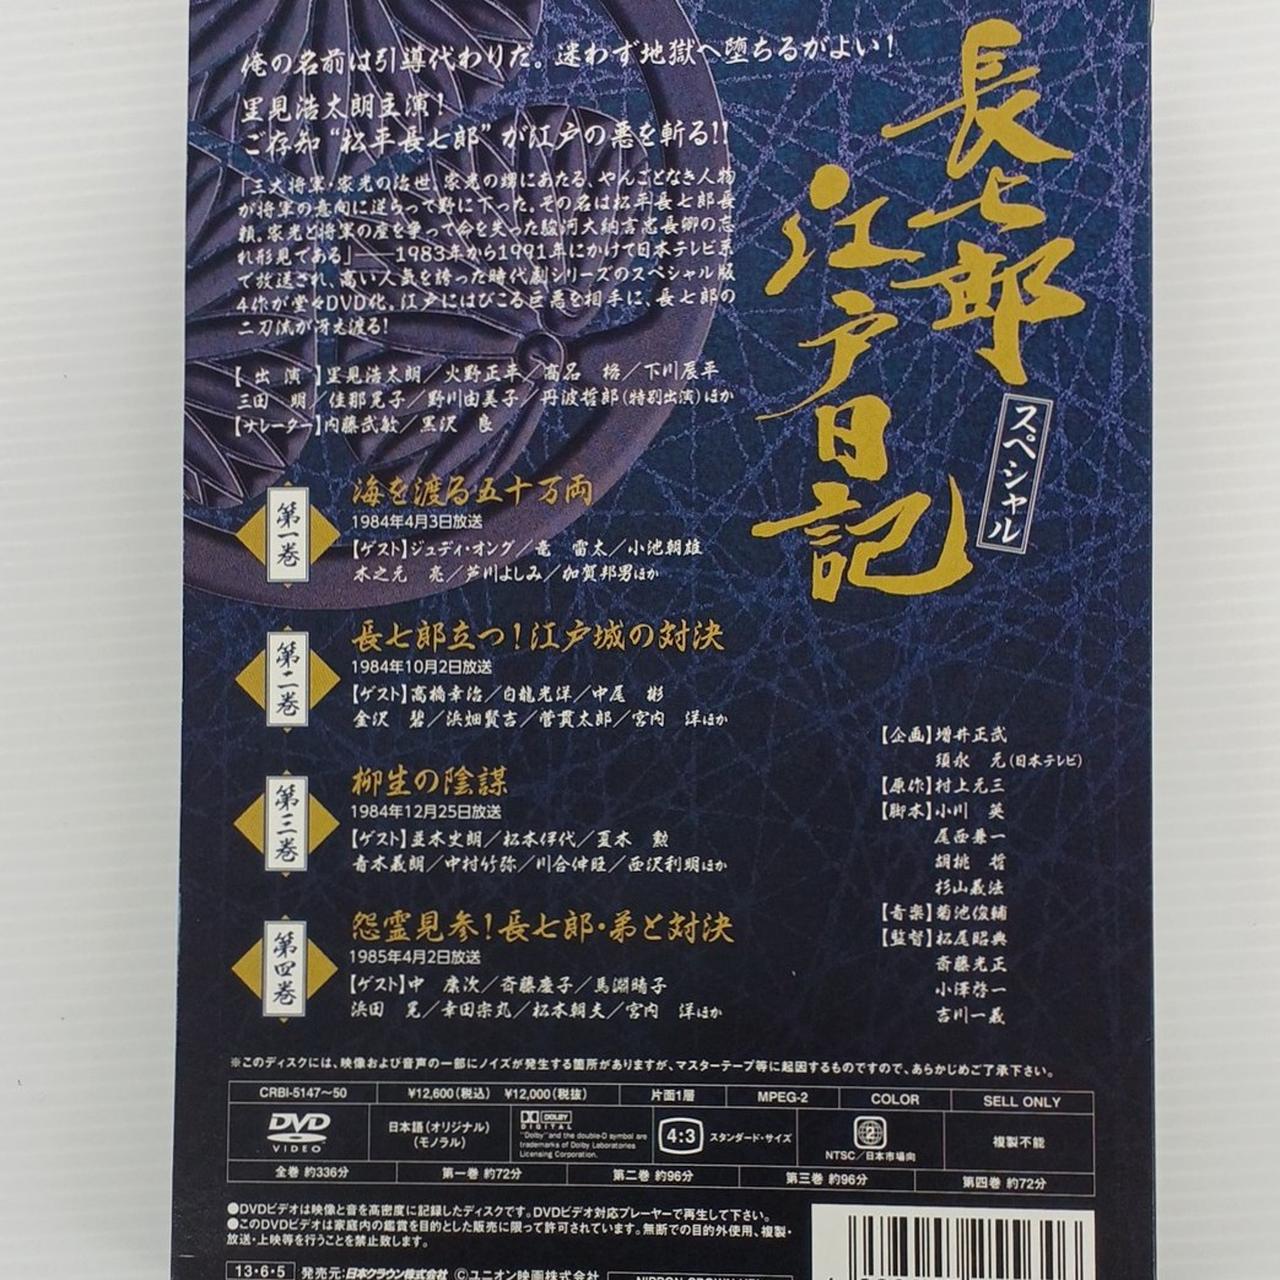 長七郎
江戸日記
スペシャル
俺の名前は引導代わりだ。迷わず地獄へ堕ちるがよい!
里見浩太朗主演!
ご存知“松平長七郎”が江戸の悪を斬る!!
「三大将軍・家光の治世、家光の甥にあたる、やんごとなき人物
が将軍の意向に逆らって野に下った。その名は松平長七郎長
頼。家光と将軍の座を争って命を失った駿河大納言忠長卿の忘
れ形見である」――1983年から1991年にかけて日本テレビ系
で放送され、高い人気を誇った時代劇シリーズのスペシャル版
4作が堂々DVD化。江戸にはびこる巨悪を相手に、長七郎の
二刀流が冴え渡る!
【出 演】里見浩太朗/火野正平/高品 格/下川辰平
三田 明/佳那晃子/野川由美子/丹波哲郎(特別出演)ほか
【ナレーター】内藤武敏/黒沢 良
第一巻
海を渡る五十万両
1984年4月3日放送
【ゲスト】ジュディ・オング/竜 雷太/小池朝雄
木之元 亮/芦川よしみ/加賀邦男ほか
第二巻
長七郎立つ!江戸城の対決
1984年10月2日放送
【ゲスト】高橋幸治/白龍光洋/中尾 彬
金沢 碧/浜畑賢吉/菅貫太郎/宮内 洋ほか
第三巻
柳生の陰謀
1984年12月25日放送
【ゲスト】並木史朗/松本伊代/夏木 勲
青木義朗/中村竹弥/川合伸旺/西沢利明ほか
第四巻
怨霊見参!長七郎・弟と対決
1985年4月2日放送
【ゲスト】中 康次/斉藤慶子/馬淵晴子
浜田 晃/幸田宗丸/松本朝夫/宮内 洋ほか
【企画】増井正武
須永 元(日本テレビ)
【原作】村上元三
【脚本】小川 英
尾西兼一
胡桃 哲
杉山義法
【音楽】菊池俊輔
【監督】松尾昭典
斎藤光正
小澤啓一
吉川一義
※このディスクには、映像および音声の一部にノイズが発生する箇所がありますが、マスターテープ等に起因するものですので、あらかじめご了承下さい。
CRBI-5147〜50 ¥12,600(税込) ¥12,000(税抜) 片面1層 MPEG-2 COLOR SELL ONLY
DVD VIDEO
日本語(オリジナル)
(モノラル)
DOLBY DIGITAL
"Dolby"and the double-D symbol are
trademarks of Dolby Laboratories
Licensing Corporation.
4:3 スタンダード・サイズ
2
NTSC/日本市場向
複製不能
全巻 約336分 第一巻 約72分 第二巻 約96分 第三巻 約96分 第四巻 約72分
●DVDビデオは映像と音を高密度に記録したディスクです。DVDビデオ対応プレーヤーで再生して下さい。
●このDVDビデオは家庭内の鑑賞を目的とした販売に限って許可されています。無断での目的外使用、複製・
放送・上映等を行うことを禁止致します。
13・6・5 発売元:日本クラウン株式会社 ©ユニオン映画株式会社